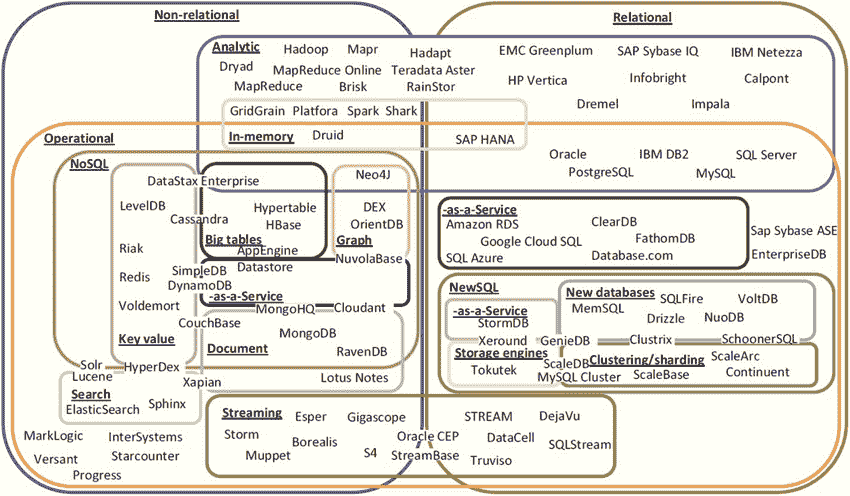 Non-relational
Relational
Analytic
Hadoop
Mapr
Hadapt
EMC Greenplum
SAP Sybase IQ
IBM Netezza
Dryad
MapReduce Online
Teradata Aster
MapReduce
Brisk
RainStor
HP Vertica
Infobright
Calpont
Dremel
Impala
GridGrain
Platfora
Spark
Shark
In-memory
Druid
SAP HANA
Operational
Oracle
IBM DB2
SQL Server
PostgreSQL
MySQL
NoSQL
DataStax Enterprise
Neo4J
LevelDB
Cassandra
Hypertable
HBase
DEX
OrientDB
Big tables
Graph
Riak
AppEngine
Datastore
NuvolaBase
Redis
SimpleDB
DynamoDB
-as-a-Service
Voldemort
MongoHQ
Cloudant
CouchBase
MongoDB
Key value
Document
RavenDB
-as-a-Service
Amazon RDS
ClearDB
Google Cloud SQL
FathomDB
SQL Azure
Database.com
Sap Sybase ASE
EnterpriseDB
NewSQL
New databases
-as-a-Service
MemSQL
SQLFire
VoltDB
StormDB
Drizzle
NuoDB
Xeround
GenieDB
Clustrix
SchoonerSQL
Storage engines
Clustering/sharding
ScaleArc
Tokutek
ScaleDB
MySQL Cluster
ScaleBase
Continuent
Solr
Lucene
HyperDex
Xapian
Lotus Notes
Search
ElasticSearch
Sphinx
Streaming
Esper
Gigascope
STREAM
DejaVu
Storm
Borealis
Oracle CEP
DataCell
SQLStream
Muppet
S4
StreamBase
Truviso
MarkLogic
InterSystems
Versant
Starcounter
Progress